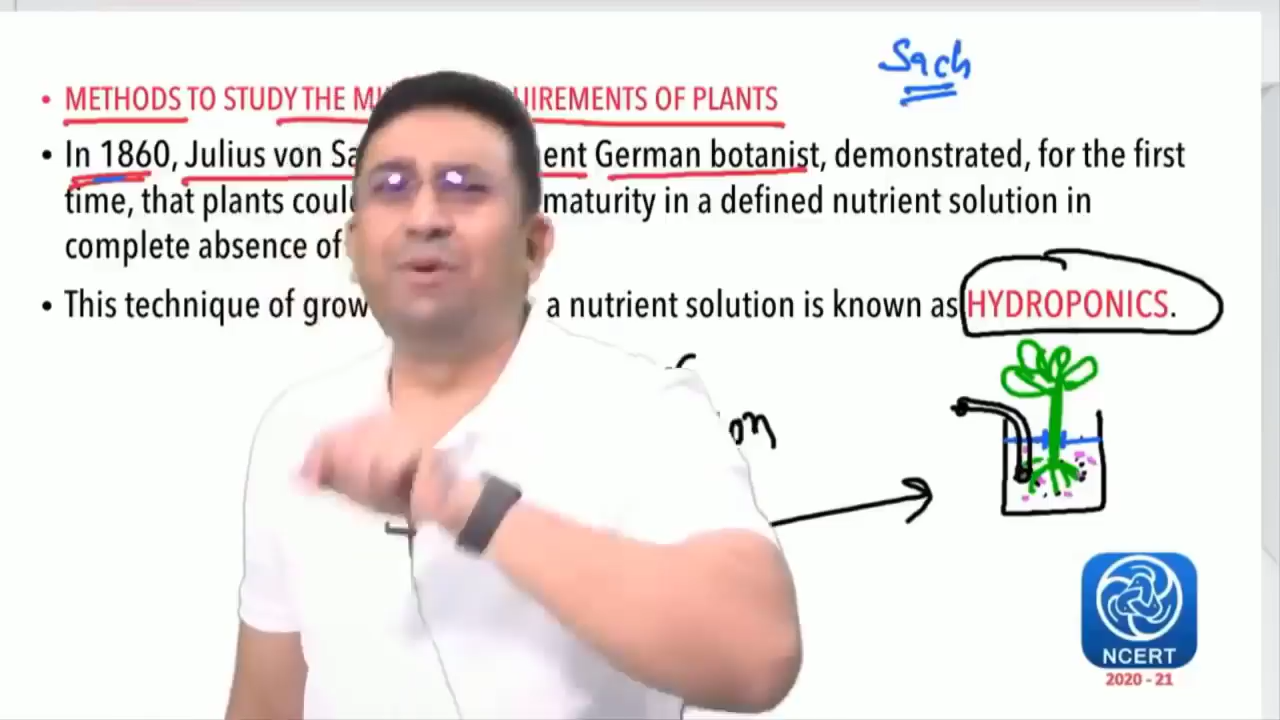 Sach
• METHODS TO STUDY THE MI UIREMENTS OF PLANTS
• In 1860, Julius von Sa ent German botanist, demonstrated, for the first
time, that plants coul maturity in a defined nutrient solution in
complete absence of
• This technique of grow a nutrient solution is known as HYDROPONICS.
on
NCERT
2020 - 21